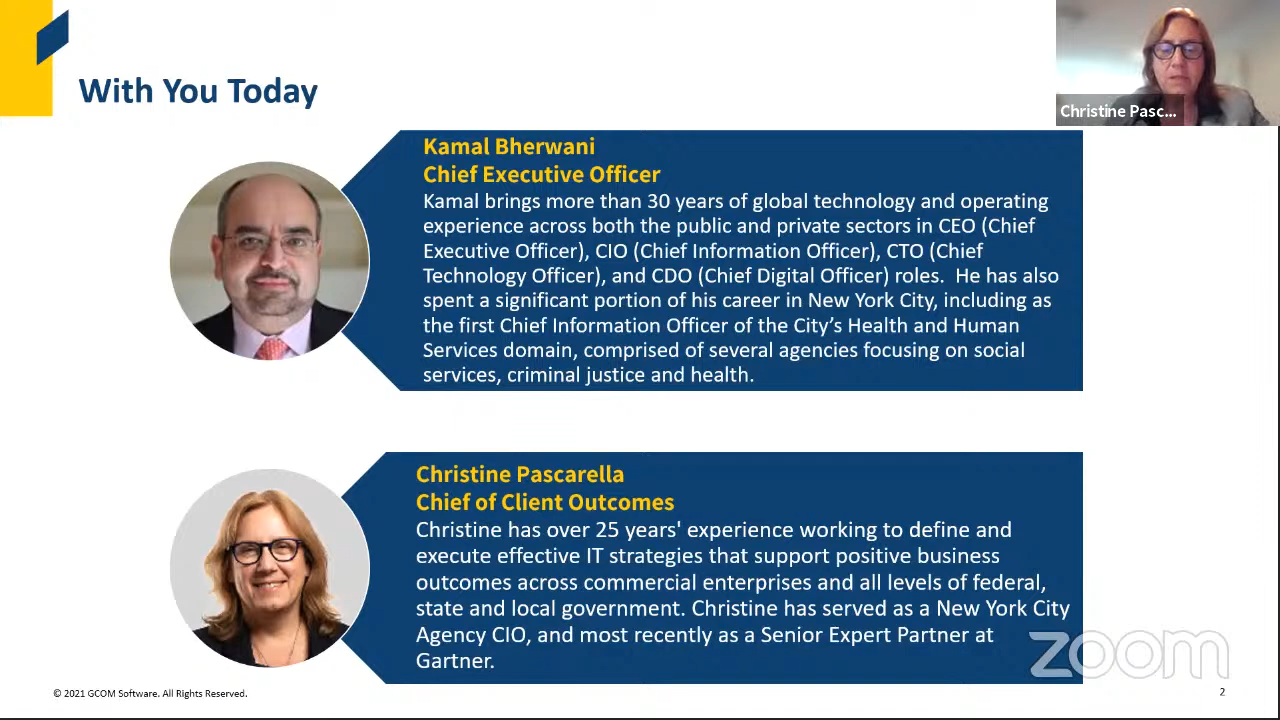 With You Today
Christine Pasc...
Kamal Bherwani
Chief Executive Officer
Kamal brings more than 30 years of global technology and operating
experience across both the public and private sectors in CEO (Chief
Executive Officer), CIO (Chief Information Officer), CTO (Chief
Technology Officer), and CDO (Chief Digital Officer) roles.  He has also
spent a significant portion of his career in New York City, including as
the first Chief Information Officer of the City’s Health and Human
Services domain, comprised of several agencies focusing on social
services, criminal justice and health.
Christine Pascarella
Chief of Client Outcomes
Christine has over 25 years' experience working to define and
execute effective IT strategies that support positive business
outcomes across commercial enterprises and all levels of federal,
state and local government. Christine has served as a New York City
Agency CIO, and most recently as a Senior Expert Partner at
Gartner.
zoom
© 2021 GCOM Software. All Rights Reserved.
2